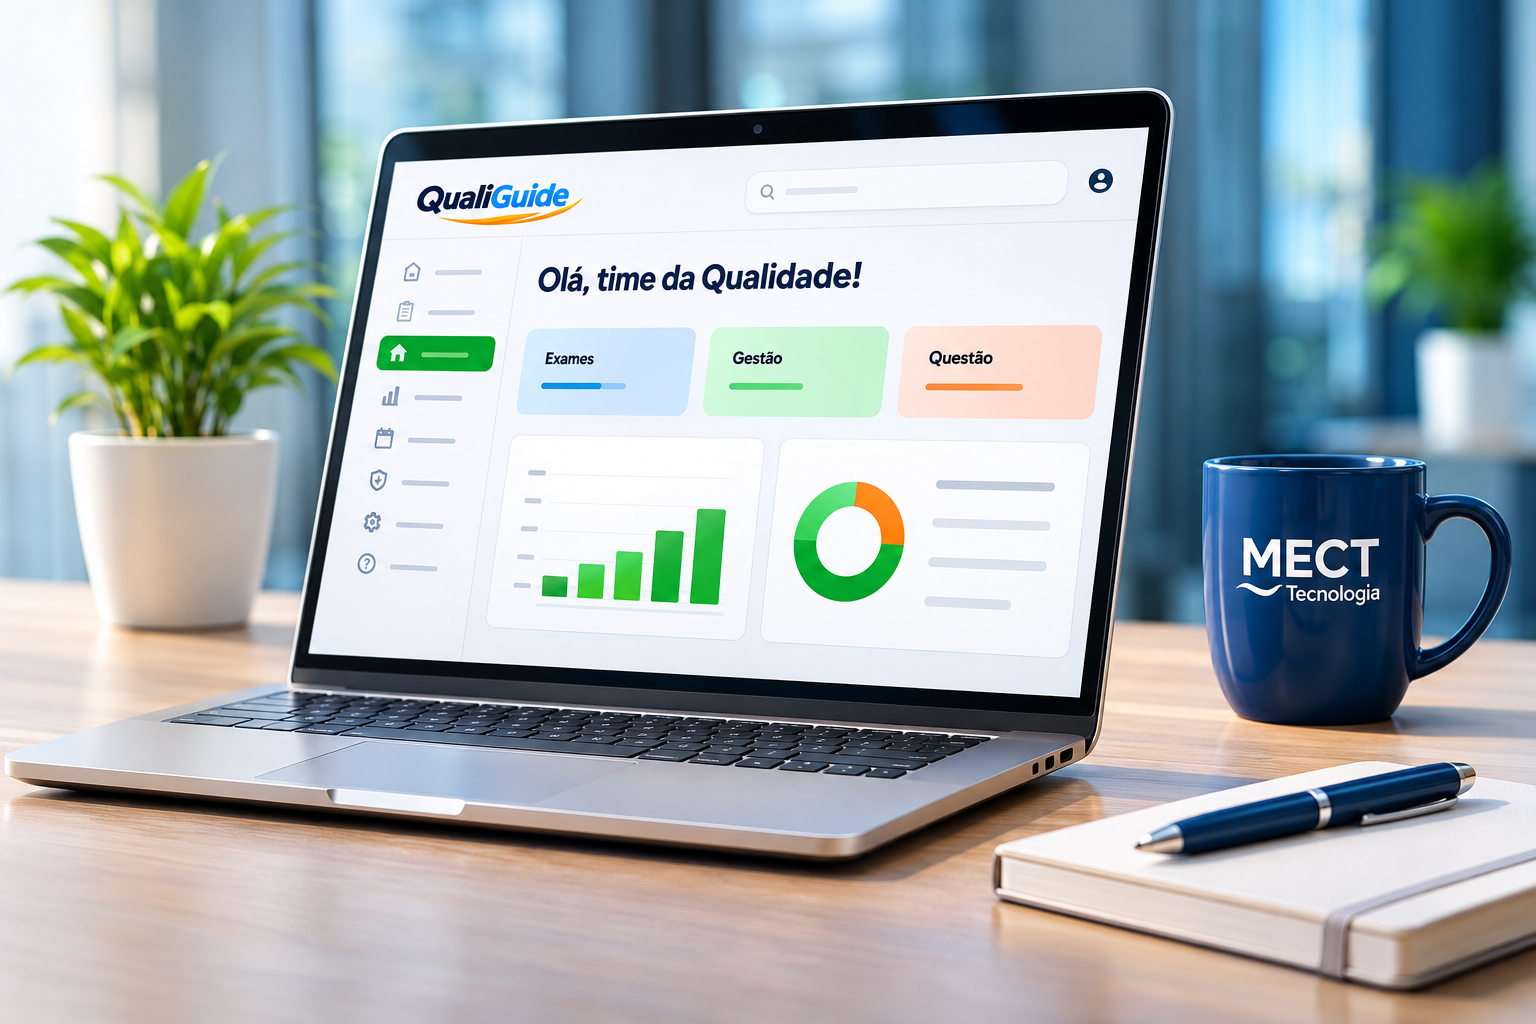 QualiGuide
Olá, time da Qualidade!
Exames
Gestão
Questão
MECT
Tecnologia